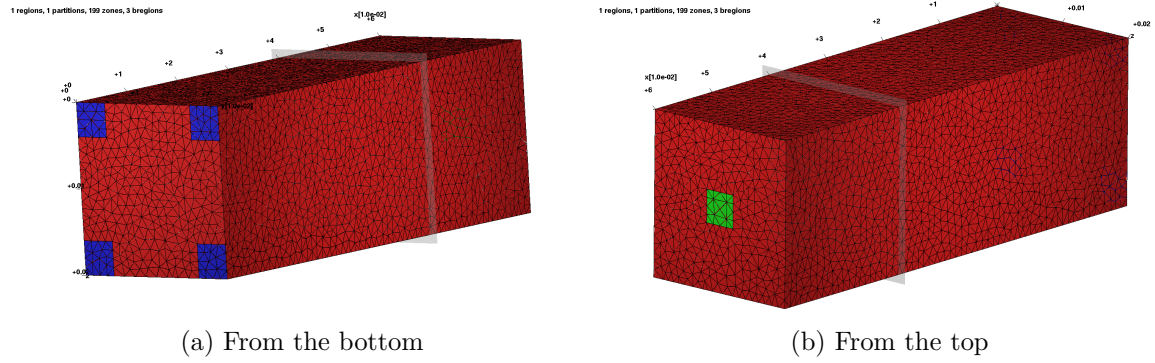 1 regions, 1 partitions, 199 zones, 3 bregions
x[1.0e-02]
+6
+5
+4
+3
+2
+1
+0
+0
+0
z
1 regions, 1 partitions, 199 zones, 3 bregions
+1
+0.01
+0.02
z
+2
+3
+4
+5
x[1.0e-02]
+6
(a) From the bottom
(b) From the top